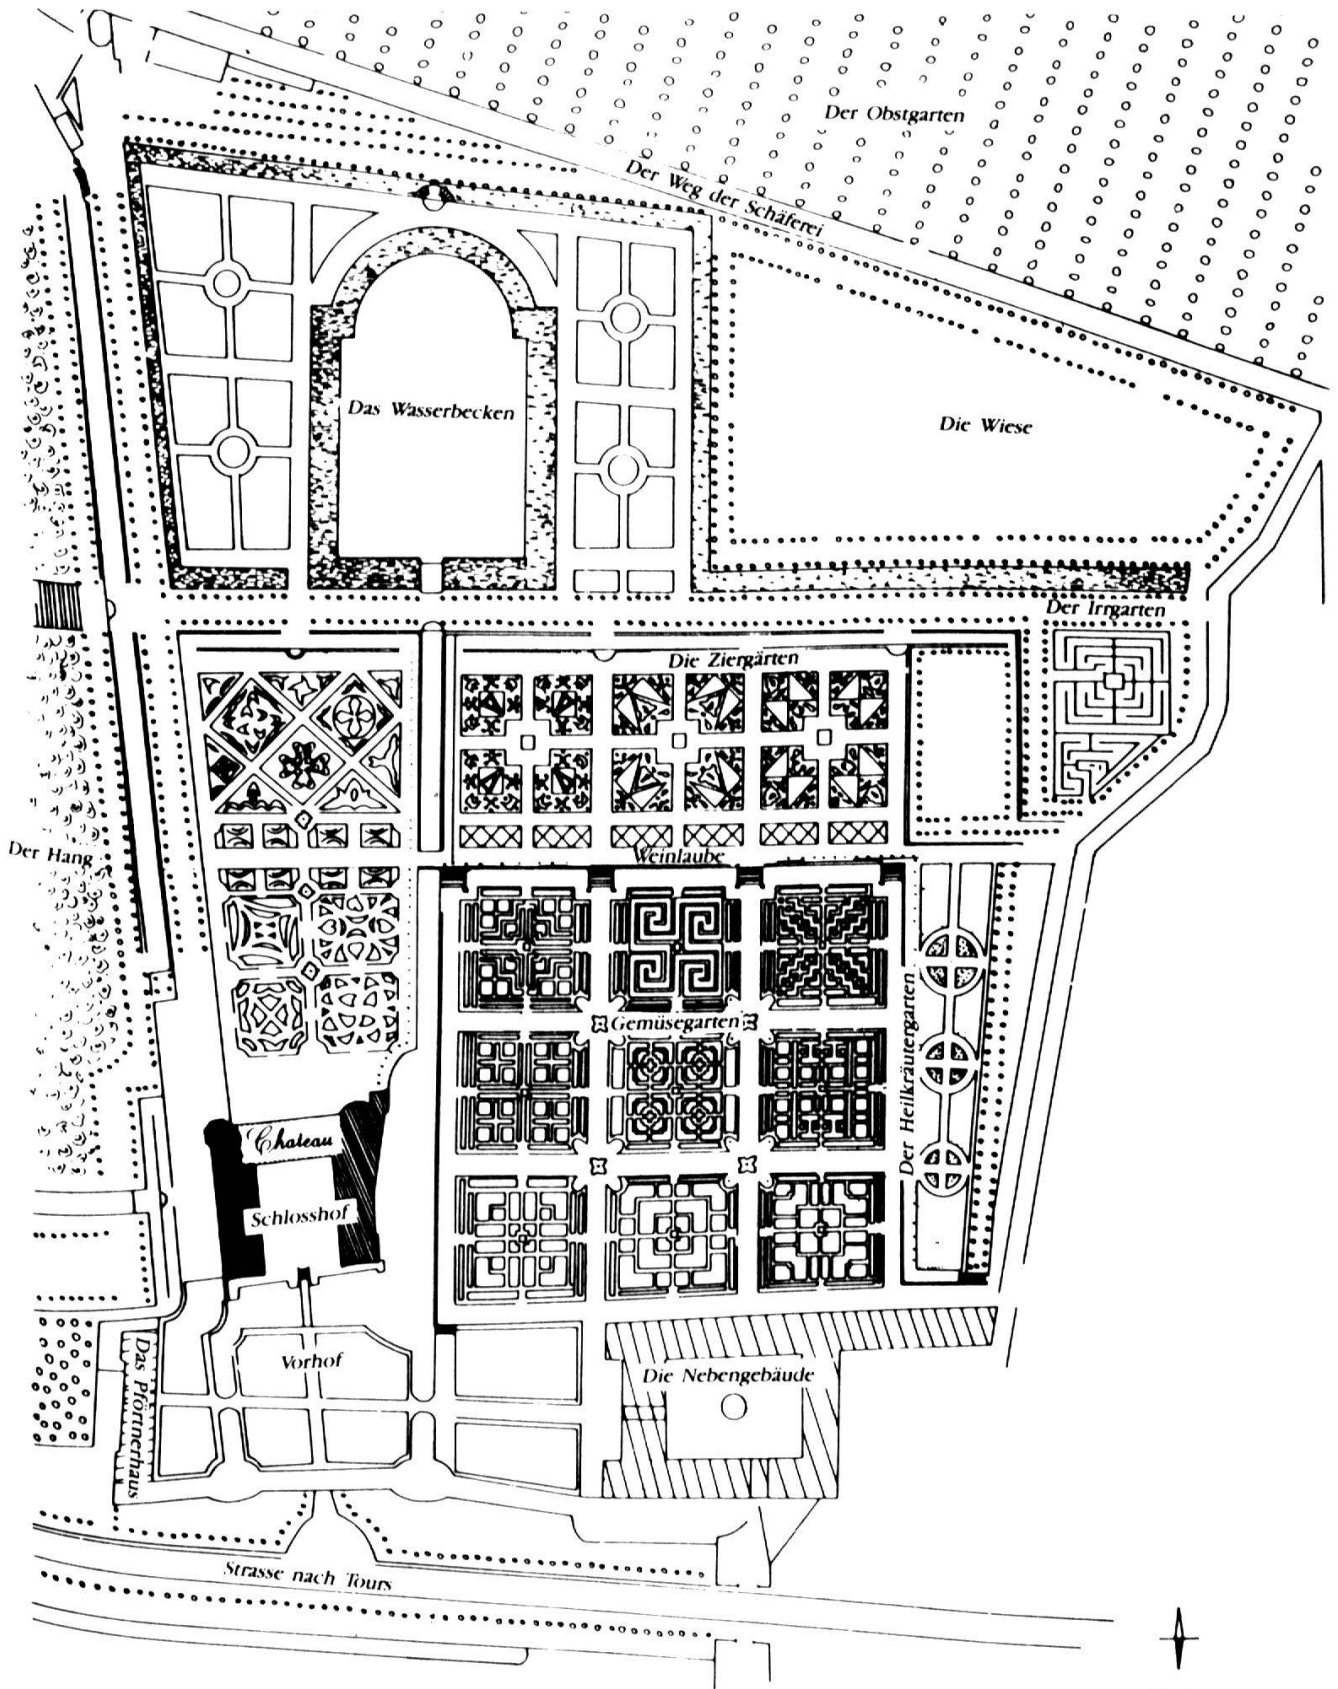 Der Obstgarten
Der Weg der Schäferei
Das Wasserbecken
Die Wiese
Der Irrgarten
Die Ziergärten
Der Hang
Weinlaube
Gemüsegarten
Der Heilkräutergarten
Chateau
Schlosshof
Vorhof
Das Pförtnerhaus
Die Nebengebäude
Strasse nach Tours